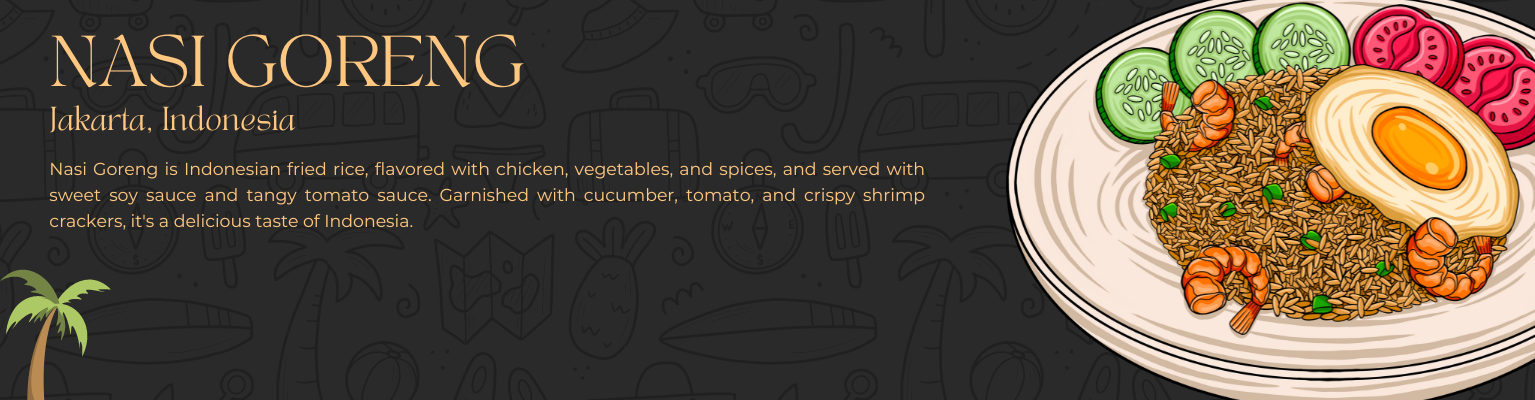 NASI GORENG
Jakarta, Indonesia
Nasi Goreng is Indonesian fried rice, flavored with chicken, vegetables, and spices, and served with
sweet soy sauce and tangy tomato sauce. Garnished with cucumber, tomato, and crispy shrimp
crackers, it's a delicious taste of Indonesia.